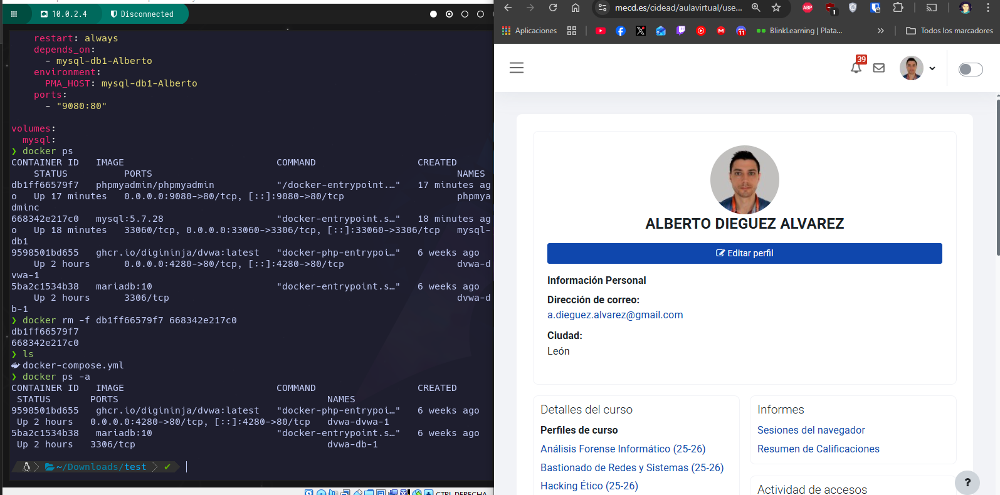 10.0.2.4
Disconnected
restart: always
depends_on:
- mysql-db1-Alberto
environment:
PMA_HOST: mysql-db1-Alberto
ports:
- "9080:80"
volumes:
mysql:
❯ docker ps
CONTAINER ID   IMAGE   COMMAND   CREATED
STATUS   PORTS   NAMES
db1ff66579f7   phpmyadmin/phpmyadmin   "/docker-entrypoint.…"   17 minutes ag
o   Up 17 minutes   0.0.0.0:9080->80/tcp, [::]:9080->80/tcp   phpmya
dminc
668342e217c0   mysql:5.7.28   "docker-entrypoint.s…"   18 minutes ag
o   Up 18 minutes   33060/tcp, 0.0.0.0:33060->3306/tcp, [::]:33060->3306/tcp   mysql-
db1
9598501bd655   ghcr.io/digininja/dvwa:latest   "docker-php-entrypoi…"   6 weeks ago
Up 2 hours   0.0.0.0:4280->80/tcp, [::]:4280->80/tcp   dvwa-d
vwa-1
5ba2c1534b38   mariadb:10   "docker-entrypoint.s…"   6 weeks ago
Up 2 hours   3306/tcp   dvwa-d
b-1
❯ docker rm -f db1ff66579f7 668342e217c0
db1ff66579f7
668342e217c0
❯ ls
docker-compose.yml
❯ docker ps -a
CONTAINER ID   IMAGE   COMMAND   CREATED
STATUS   PORTS   NAMES
9598501bd655   ghcr.io/digininja/dvwa:latest   "docker-php-entrypoi…"   6 weeks ago
Up 2 hours   0.0.0.0:4280->80/tcp, [::]:4280->80/tcp   dvwa-dvwa-1
5ba2c1534b38   mariadb:10   "docker-entrypoint.s…"   6 weeks ago
Up 2 hours   3306/tcp   dvwa-db-1
~/Downloads/test ✔
CTRL DERECHA
mecd.es/cidead/aulavirtual/use...
ABP
1
Aplicaciones
11
BlinkLearning | Plata...
»
Todos los marcadores
39
ALBERTO DIEGUEZ ALVAREZ
Editar perfil
Información Personal
Dirección de correo:
a.dieguez.alvarez@gmail.com
Ciudad:
León
Detalles del curso
Perfiles de curso
Análisis Forense Informático (25-26)
Bastionado de Redes y Sistemas (25-26)
Hacking Ético (25-26)
Informes
Sesiones del navegador
Resumen de Calificaciones
Actividad de accesos
?